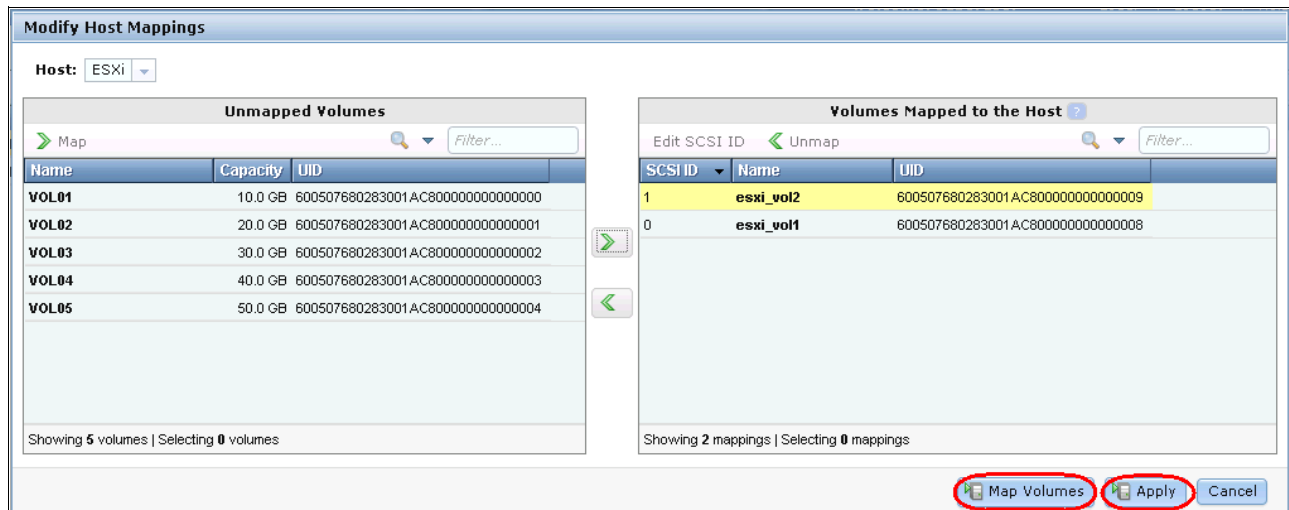 Modify Host Mappings
Host: ESXi
Unmapped Volumes
Map Filter...
Name Capacity UID
VOL01 10.0 GB 600507680283001AC800000000000000
VOL02 20.0 GB 600507680283001AC800000000000001
VOL03 30.0 GB 600507680283001AC800000000000002
VOL04 40.0 GB 600507680283001AC800000000000003
VOL05 50.0 GB 600507680283001AC800000000000004
Showing 5 volumes | Selecting 0 volumes
Volumes Mapped to the Host ?
Edit SCSI ID Unmap Filter...
SCSI ID Name UID
1 esxi_vol2 600507680283001AC800000000000009
0 esxi_vol1 600507680283001AC800000000000008
Showing 2 mappings | Selecting 0 mappings
Map Volumes Apply Cancel